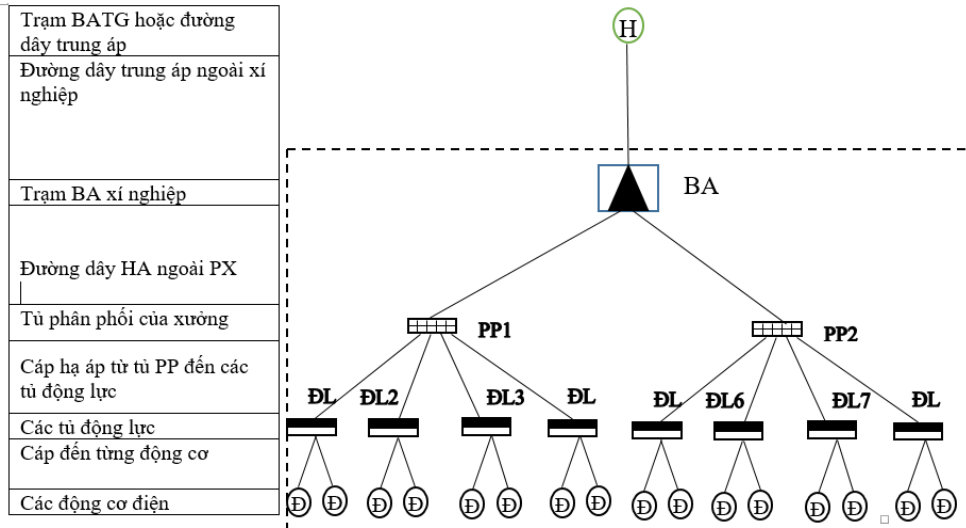 Trạm BATG hoặc đường
dây trung áp
Đường dây trung áp ngoài xí
nghiệp
Trạm BA xí nghiệp
Đường dây HA ngoài PX
Tủ phân phối của xưởng
Cáp hạ áp từ tủ PP đến các
tủ động lực
Các tủ động lực
Cáp đến từng động cơ
Các động cơ điện
H
BA
PP1
PP2
ĐL ĐL2 ĐL3 ĐL ĐL ĐL6 ĐL7 ĐL
Đ Đ Đ Đ Đ Đ Đ Đ Đ Đ Đ Đ Đ Đ Đ Đ